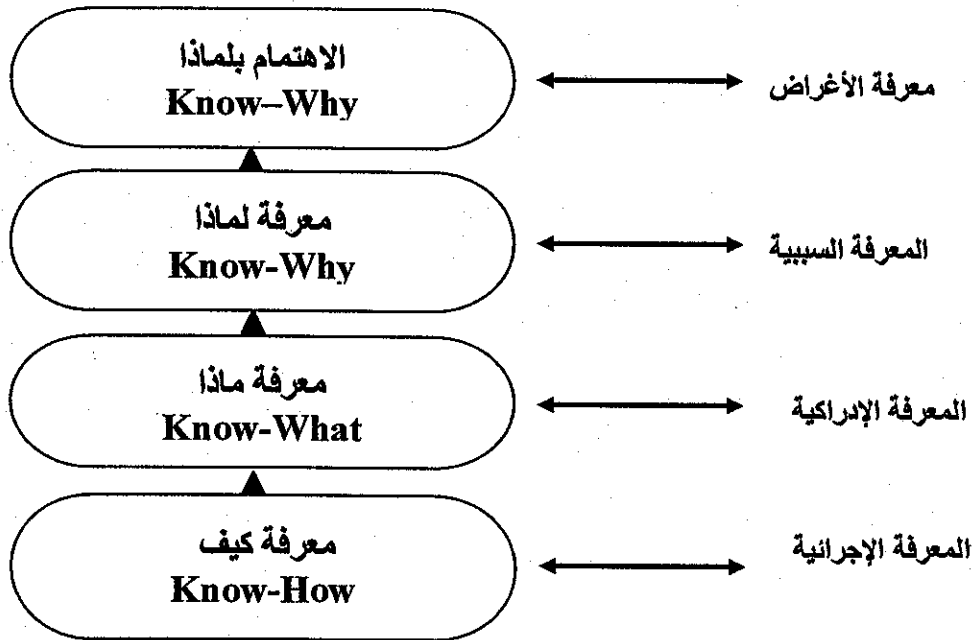 الاهتمام بلماذا
Know–Why
معرفة الأغراض
معرفة لماذا
Know-Why
المعرفة السببية
معرفة ماذا
Know-What
المعرفة الإدراكية
معرفة كيف
Know-How
المعرفة الإجرائية